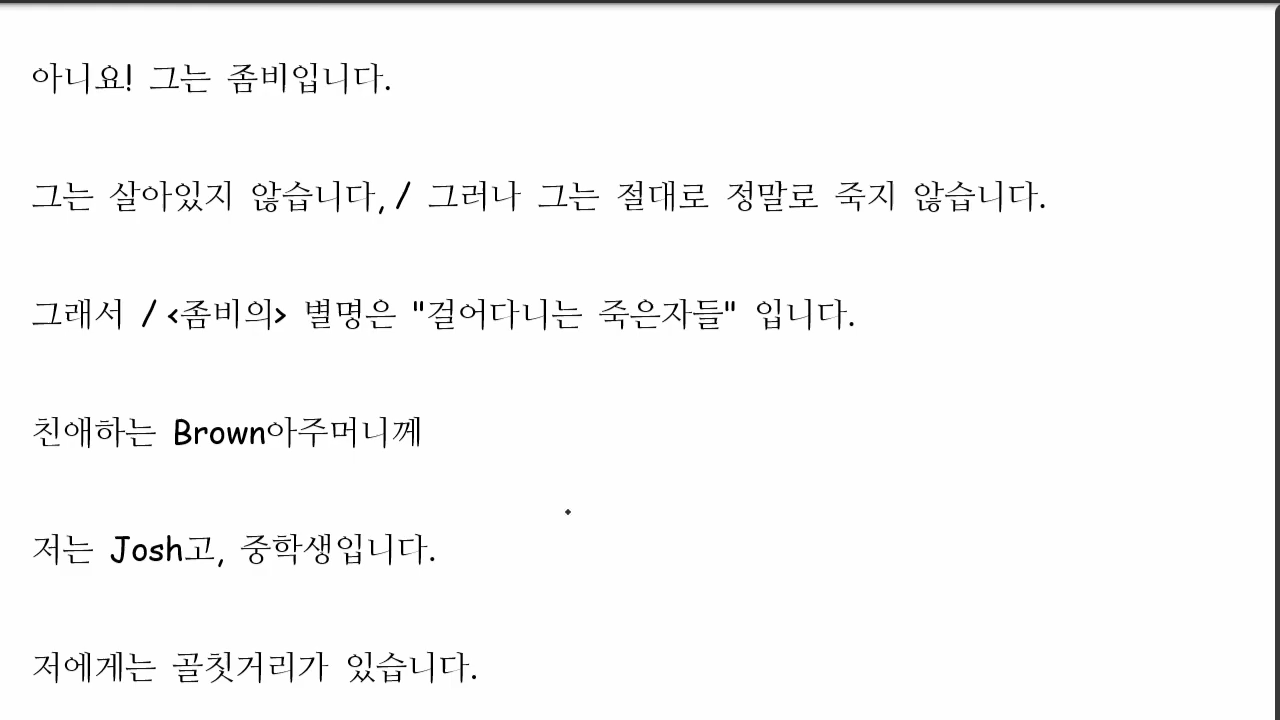 아니요! 그는 좀비입니다.
그는 살아있지 않습니다, / 그러나 그는 절대로 정말로 죽지 않습니다.
그래서 / <좀비의> 별명은 "걸어다니는 죽은자들" 입니다.
친애하는 Brown아주머니께
저는 Josh고, 중학생입니다.
저에게는 골칫거리가 있습니다.